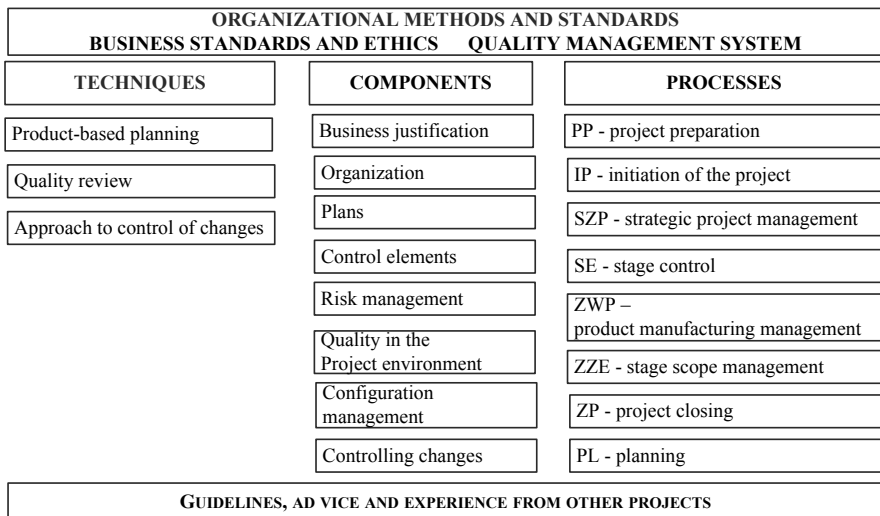 ORGANIZATIONAL METHODS AND STANDARDS
BUSINESS STANDARDS AND ETHICS QUALITY MANAGEMENT SYSTEM
TECHNIQUES
Product-based planning
Quality review
Approach to control of changes
COMPONENTS
Business justification
Organization
Plans
Control elements
Risk management
Quality in the
Project environment
Configuration
management
Controlling changes
PROCESSES
PP - project preparation
IP - initiation of the project
SZP - strategic project management
SE - stage control
ZWP –
product manufacturing management
ZZE - stage scope management
ZP - project closing
PL - planning
GUIDELINES, AD VICE AND EXPERIENCE FROM OTHER PROJECTS